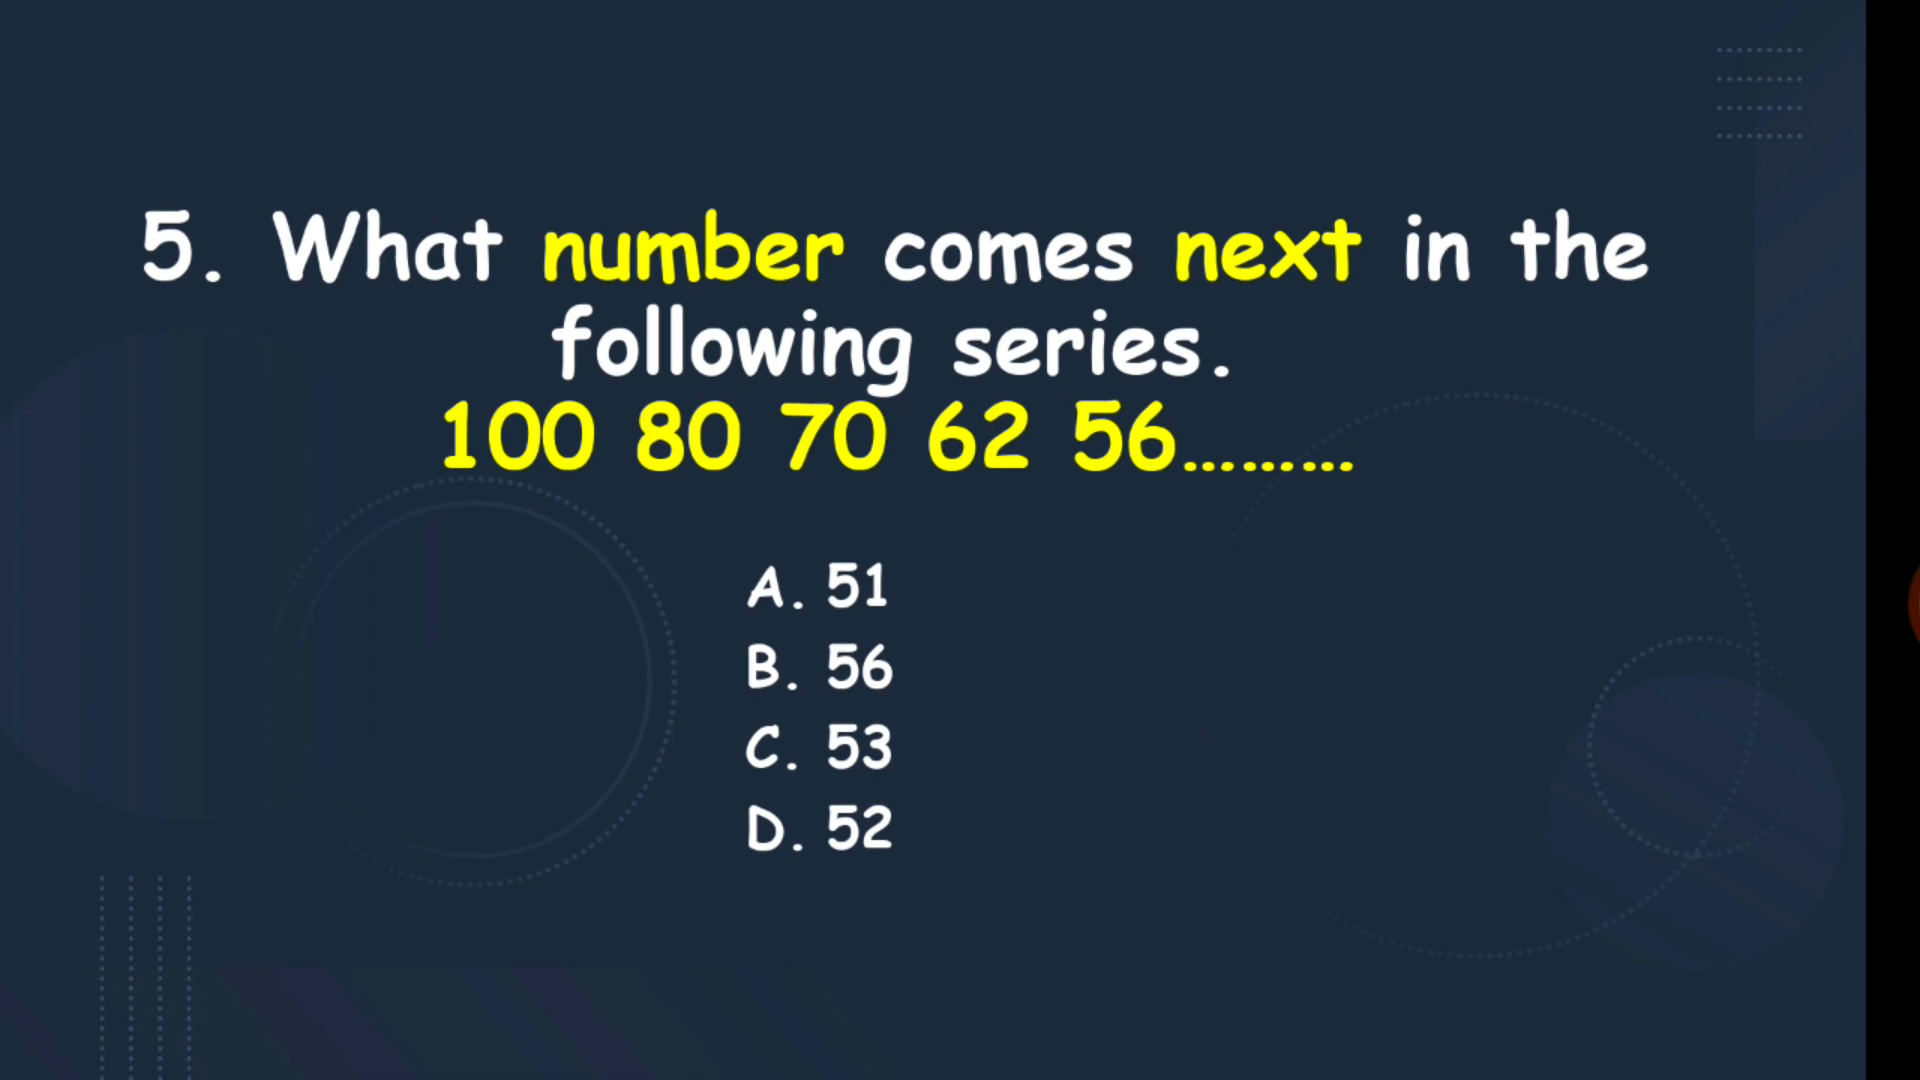 5. What number comes next in the
following series.
100 80 70 62 56.........
A. 51
B. 56
C. 53
D. 52